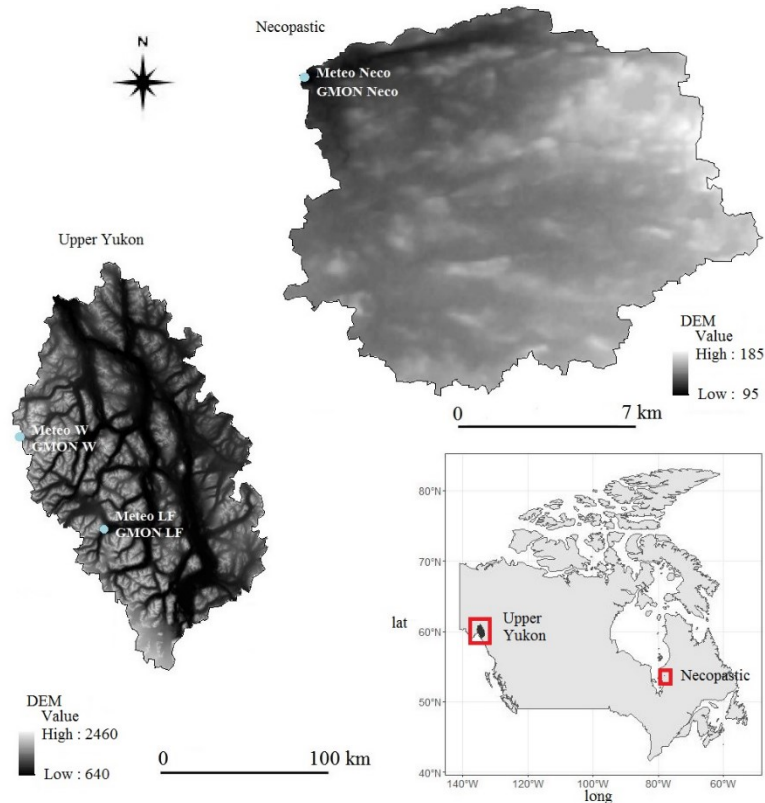 N
Necopastic
Meteo Neco
GMON Neco
Upper Yukon
Meteo W
GMON W
Meteo LF
GMON LF
DEM
Value
High : 185
Low : 95
0 7 km
DEM
Value
High : 2460
Low : 640
0 100 km
80°N
70°N
60°N
50°N
40°N
lat
Upper
Yukon
Necopastic
140°W 120°W 100°W 80°W 60°W
long